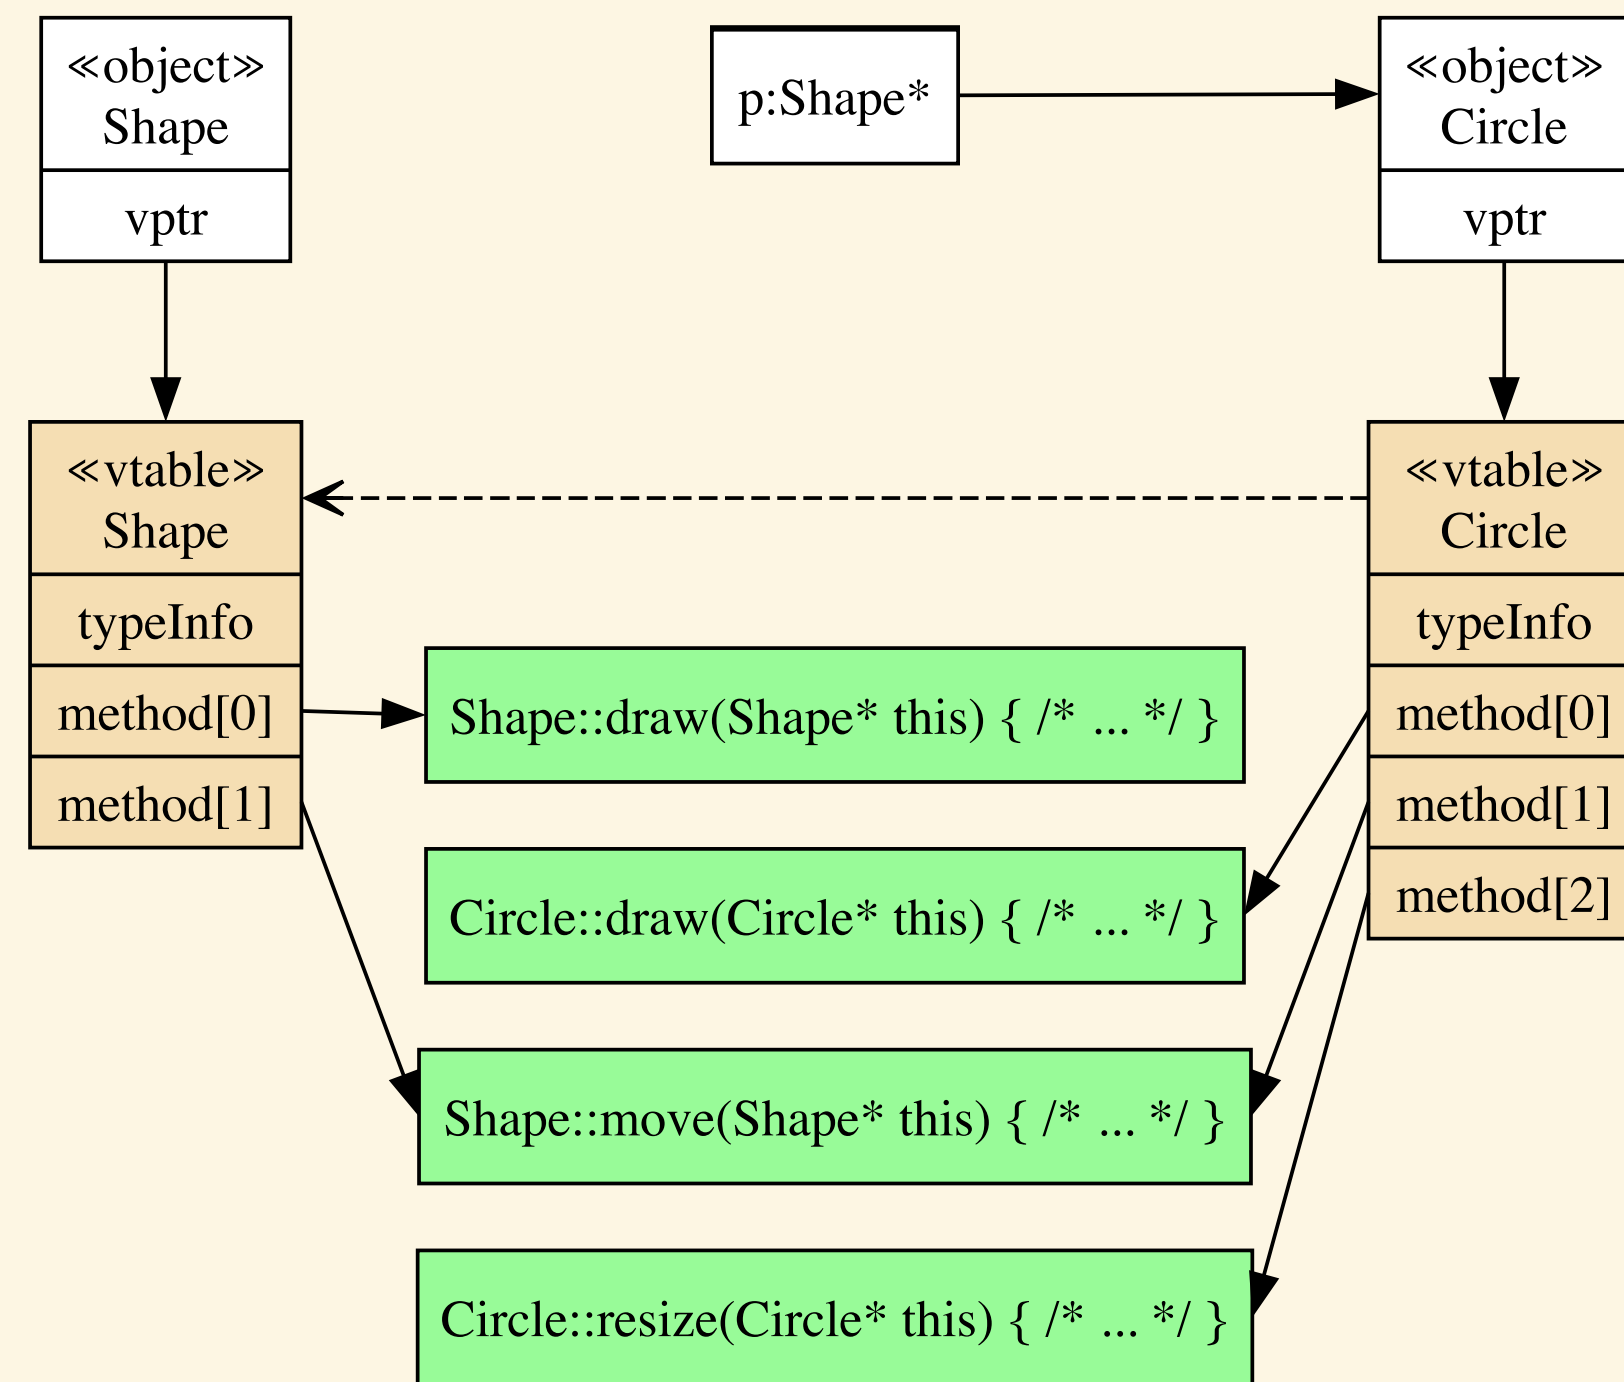 ≪object≫
Shape
vptr
p:Shape*
≪object≫
Circle
vptr
≪vtable≫
Shape
typeInfo
method[0]
method[1]
≪vtable≫
Circle
typeInfo
method[0]
method[1]
method[2]
Shape::draw(Shape* this) { /* ... */ }
Circle::draw(Circle* this) { /* ... */ }
Shape::move(Shape* this) { /* ... */ }
Circle::resize(Circle* this) { /* ... */ }